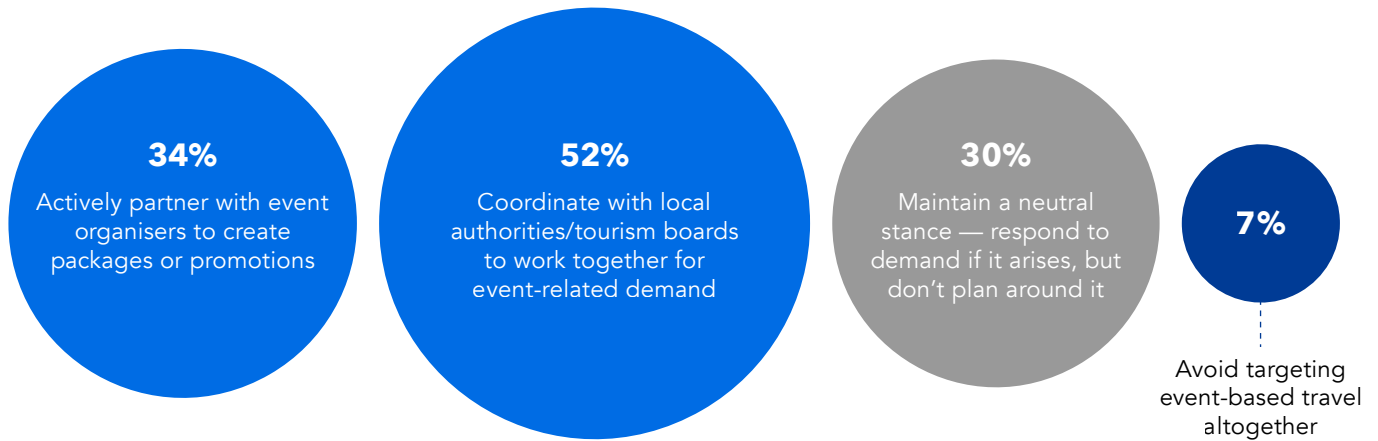 34%
Actively partner with event
organisers to create
packages or promotions
52%
Coordinate with local
authorities/tourism boards
to work together for
event-related demand
30%
Maintain a neutral
stance — respond to
demand if it arises, but
don’t plan around it
7%
Avoid targeting
event-based travel
altogether